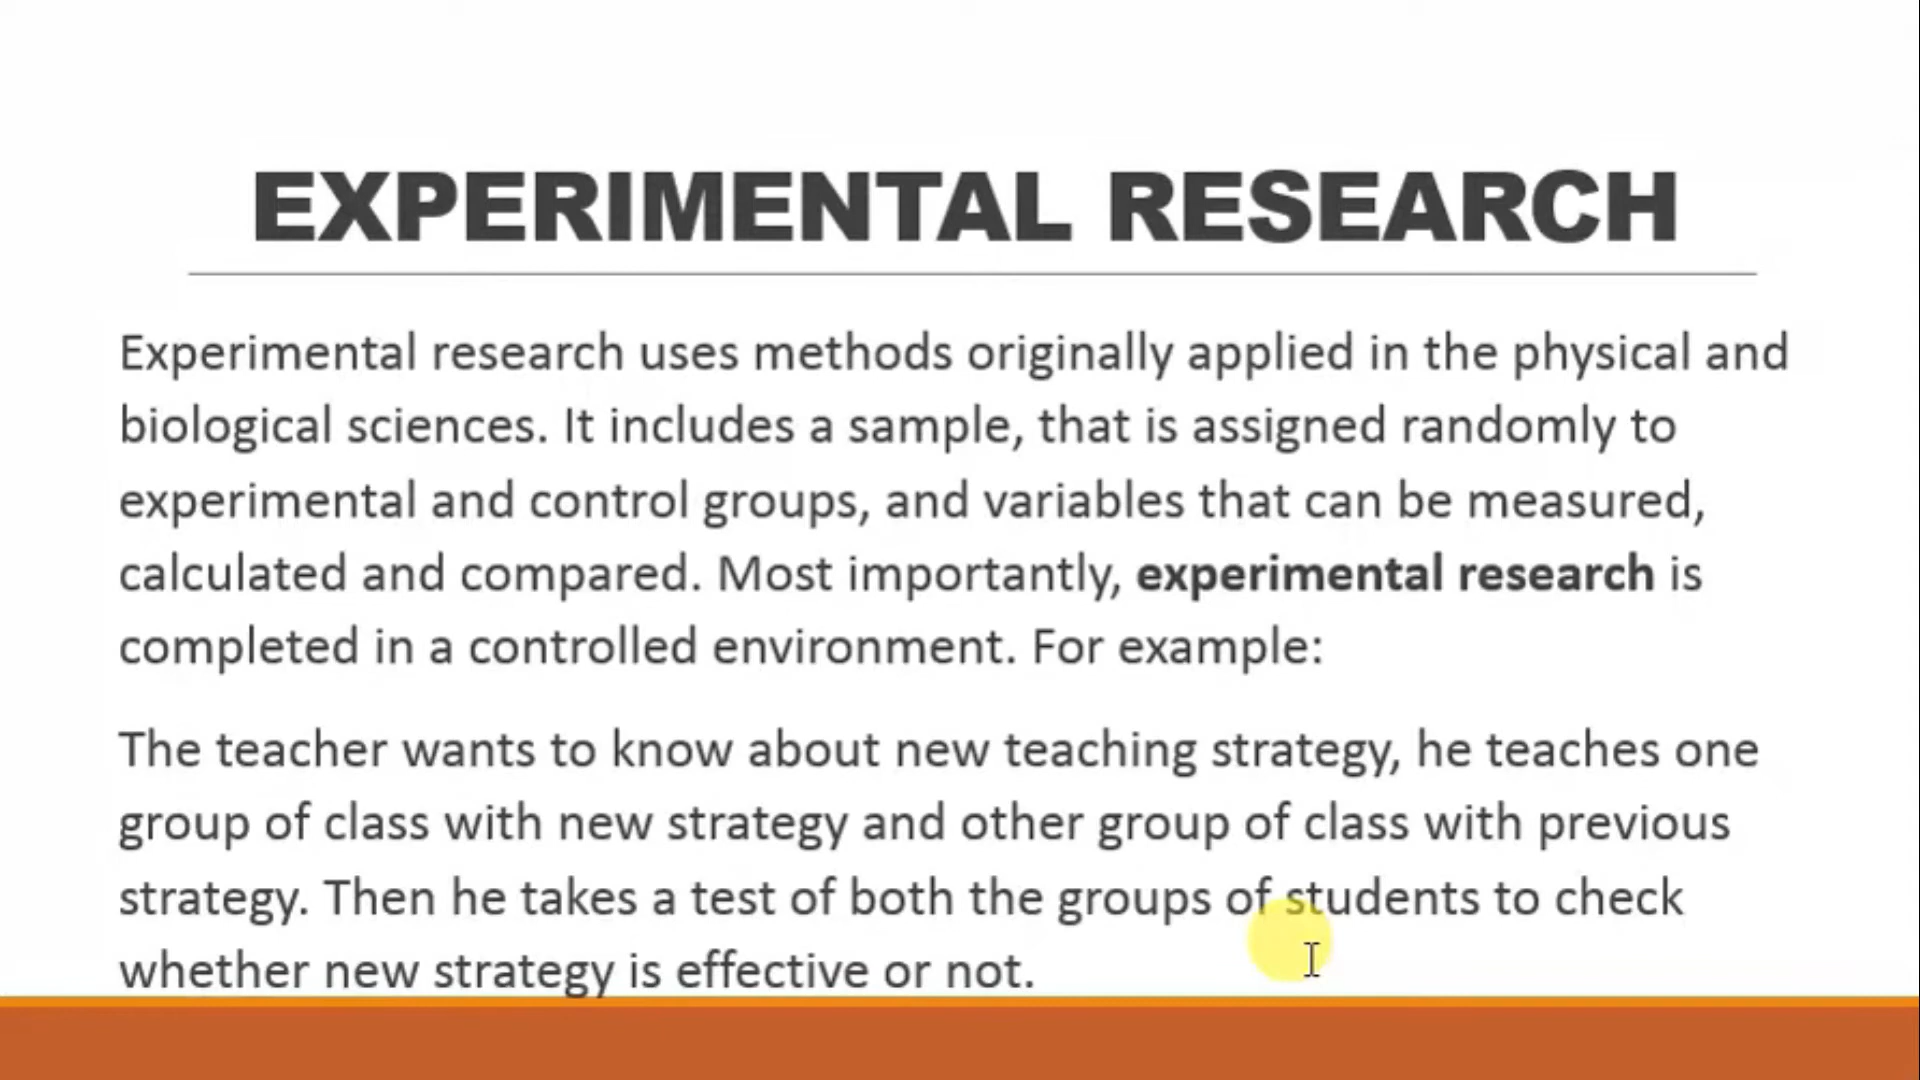 EXPERIMENTAL RESEARCH
Experimental research uses methods originally applied in the physical and
biological sciences. It includes a sample, that is assigned randomly to
experimental and control groups, and variables that can be measured,
calculated and compared. Most importantly, experimental research is
completed in a controlled environment. For example:
The teacher wants to know about new teaching strategy, he teaches one
group of class with new strategy and other group of class with previous
strategy. Then he takes a test of both the groups of students to check
whether new strategy is effective or not.